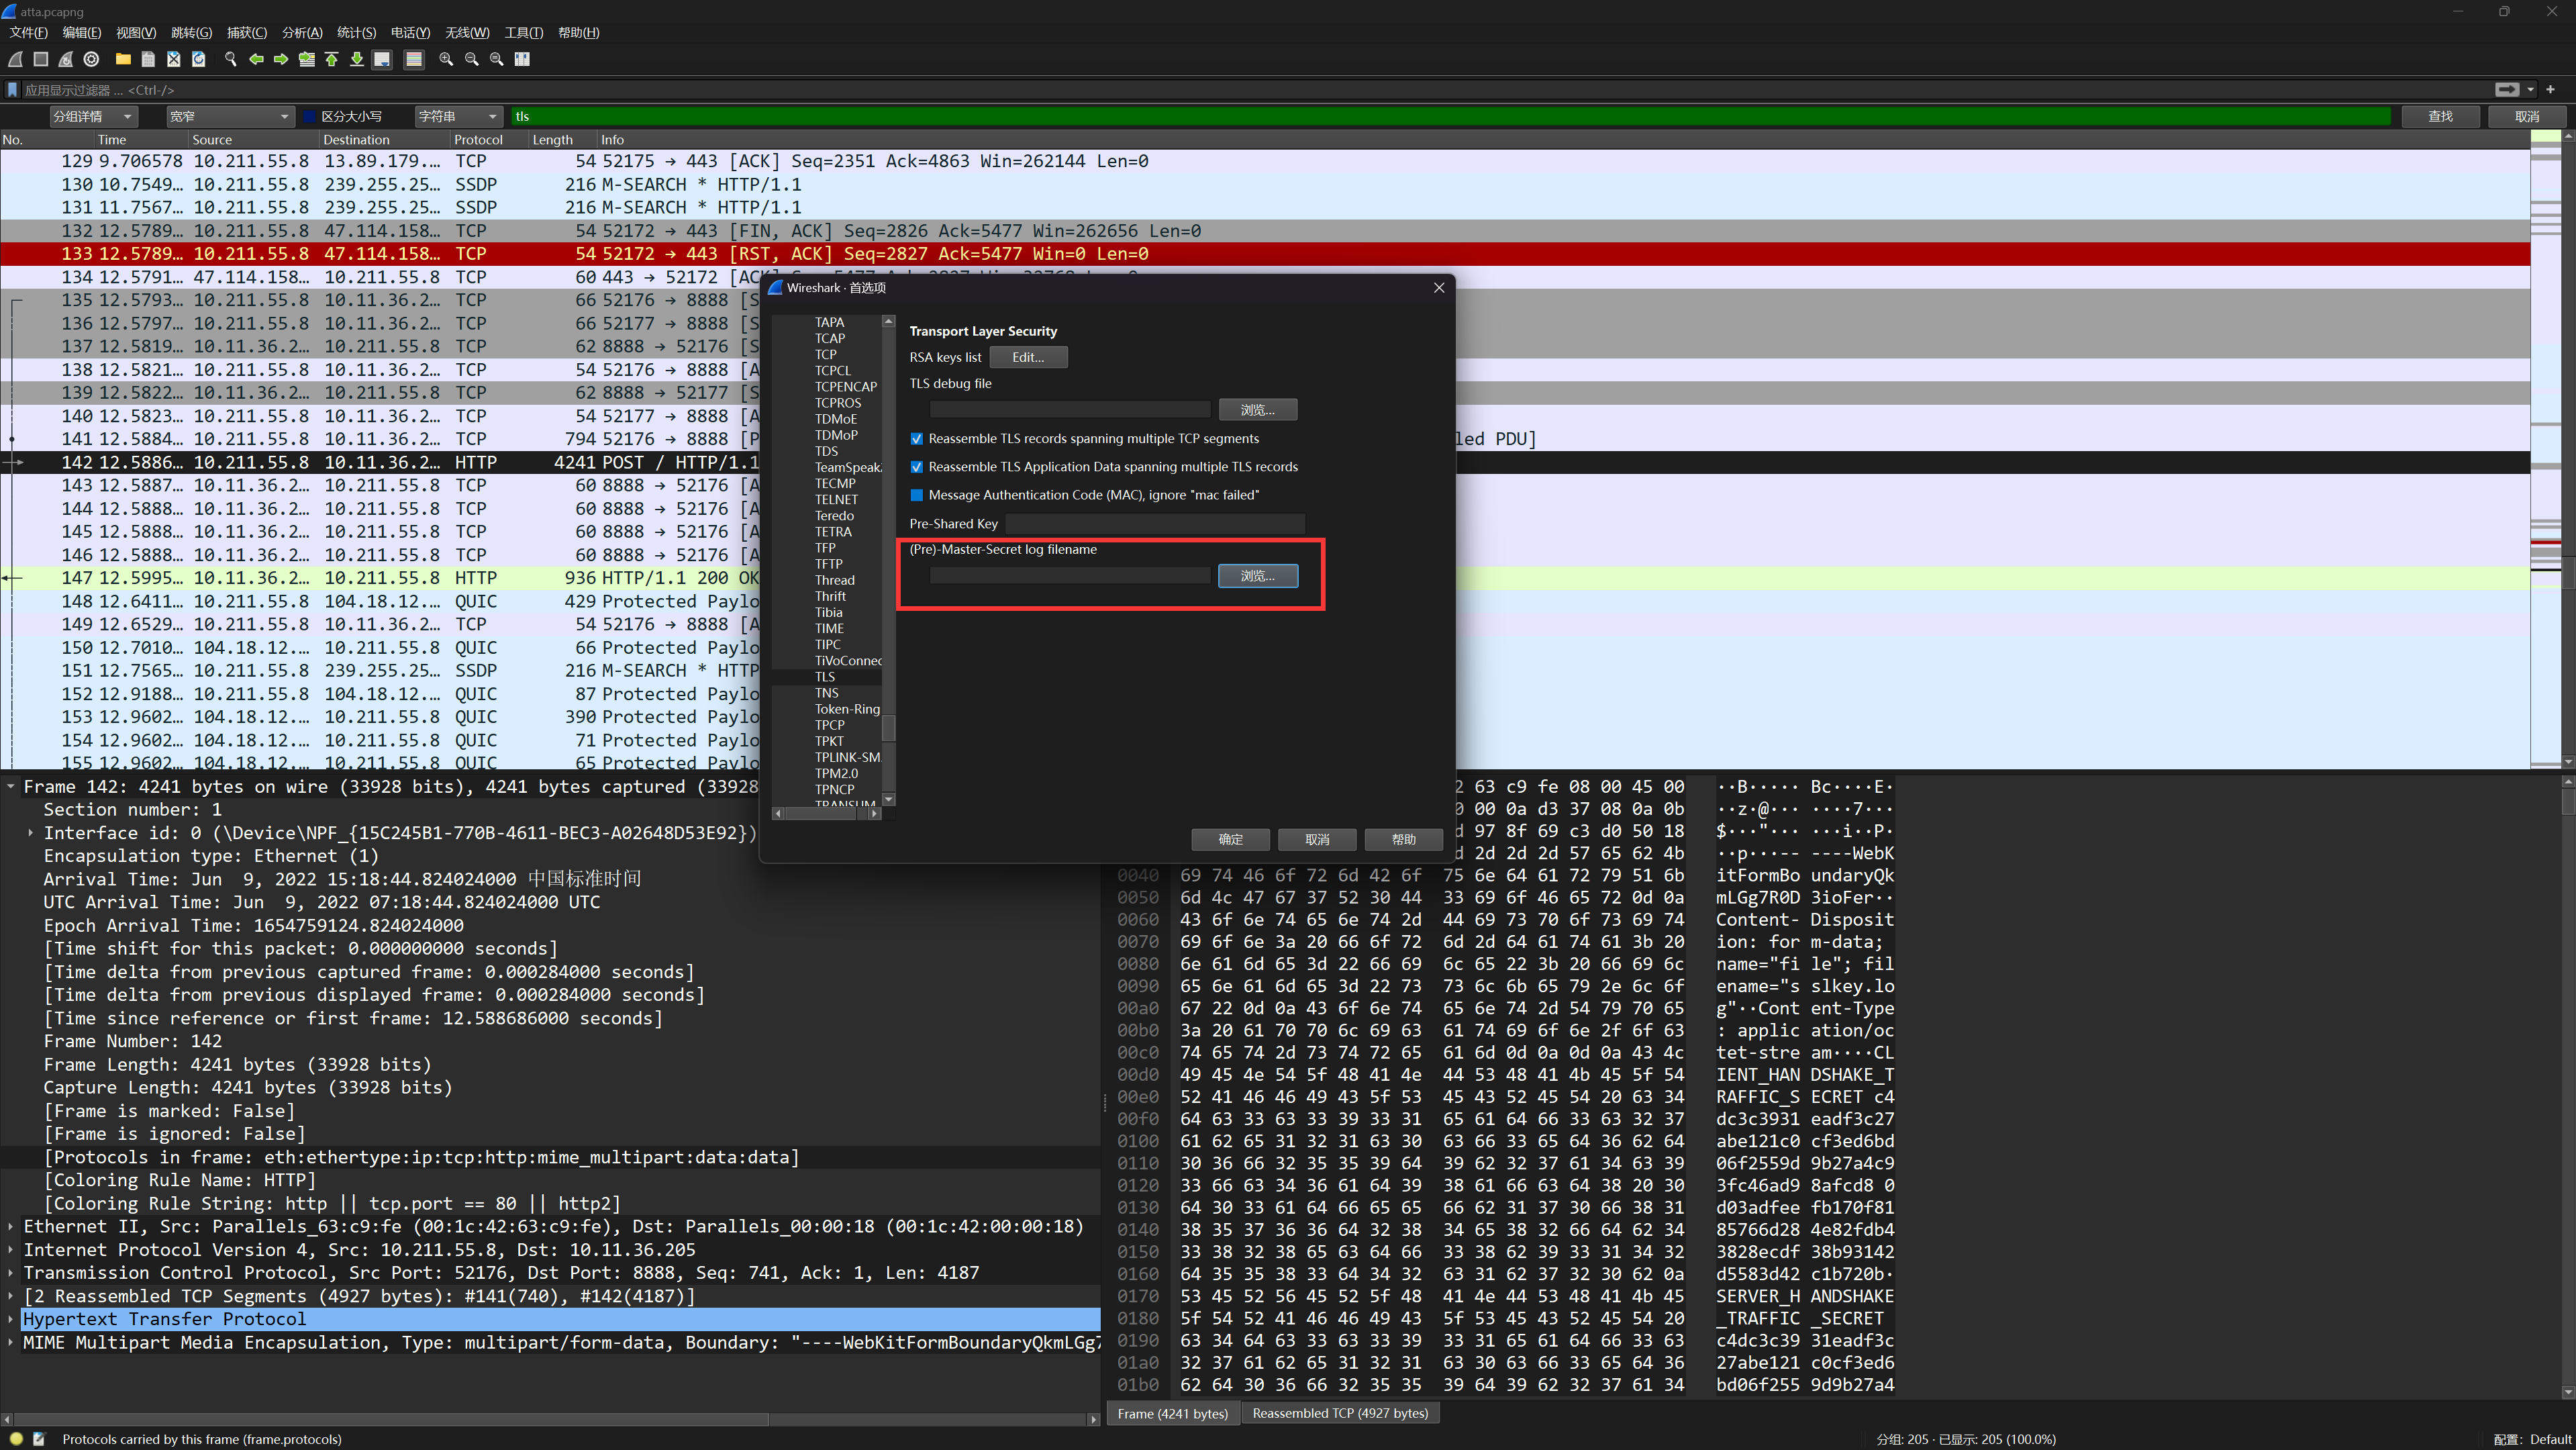 atta.pcapng
文件(F) 编辑(E) 视图(V) 跳转(G) 捕获(C) 分析(A) 统计(S) 电话(Y) 无线(W) 工具(T) 帮助(H)
应用显示过滤器 … <Ctrl-/>
分组详情 宽窄 区分大小写 字符串 tls 查找 取消
No. Time Source Destination Protocol Length Info
129 9.706578 10.211.55.8 13.89.179.… TCP 54 52175 → 443 [ACK] Seq=2351 Ack=4863 Win=262144 Len=0
130 10.7549… 10.211.55.8 239.255.25… SSDP 216 M-SEARCH * HTTP/1.1
131 11.7567… 10.211.55.8 239.255.25… SSDP 216 M-SEARCH * HTTP/1.1
132 12.5789… 10.211.55.8 47.114.158… TCP 54 52172 → 443 [FIN, ACK] Seq=2826 Ack=5477 Win=262656 Len=0
133 12.5789… 10.211.55.8 47.114.158… TCP 54 52172 → 443 [RST, ACK] Seq=2827 Ack=5477 Win=0 Len=0
134 12.5791… 47.114.158… 10.211.55.8 TCP 60 443 → 52172 [AC
135 12.5793… 10.211.55.8 10.11.36.2… TCP 66 52176 → 8888 [S
136 12.5797… 10.211.55.8 10.11.36.2… TCP 66 52177 → 8888 [S
137 12.5819… 10.11.36.2… 10.211.55.8 TCP 62 8888 → 52176 [S
138 12.5821… 10.211.55.8 10.11.36.2… TCP 54 52176 → 8888 [A
139 12.5822… 10.11.36.2… 10.211.55.8 TCP 62 8888 → 52177 [S
140 12.5823… 10.211.55.8 10.11.36.2… TCP 54 52177 → 8888 [A
141 12.5884… 10.211.55.8 10.11.36.2… TCP 794 52176 → 8888 [P led PDU]
142 12.5886… 10.211.55.8 10.11.36.2… HTTP 4241 POST / HTTP/1.1
143 12.5887… 10.11.36.2… 10.211.55.8 TCP 60 8888 → 52176 [A
144 12.5888… 10.11.36.2… 10.211.55.8 TCP 60 8888 → 52176 [A
145 12.5888… 10.11.36.2… 10.211.55.8 TCP 60 8888 → 52176 [A
146 12.5888… 10.11.36.2… 10.211.55.8 TCP 60 8888 → 52176 [A
147 12.5995… 10.11.36.2… 10.211.55.8 HTTP 936 HTTP/1.1 200 OK
148 12.6411… 10.211.55.8 104.18.12.… QUIC 429 Protected Paylo
149 12.6529… 10.211.55.8 10.11.36.2… TCP 54 52176 → 8888 [A
150 12.7010… 104.18.12.… 10.211.55.8 QUIC 66 Protected Paylo
151 12.7565… 10.211.55.8 239.255.25… SSDP 216 M-SEARCH * HTTP
152 12.9188… 10.211.55.8 104.18.12.… QUIC 87 Protected Paylo
153 12.9602… 104.18.12.… 10.211.55.8 QUIC 390 Protected Paylo
154 12.9602… 104.18.12.… 10.211.55.8 QUIC 71 Protected Paylo
155 12.9602… 104.18.12.… 10.211.55.8 QUIC 65 Protected Paylo
Wireshark · 首选项
TAPA
TCAP
TCP
TCPCL
TCPENCAP
TCPROS
TDMoE
TDMoP
TDS
TeamSpeak
TECMP
TELNET
Teredo
TETRA
TFP
TFTP
Thread
Thrift
Tibia
TIME
TIPC
TiVoConnec
TLS
TNS
Token-Ring
TPCP
TPKT
TPLINK-SM
TPM2.0
TPNCP
TRANSUM
Transport Layer Security
RSA keys list Edit...
TLS debug file
浏览...
Reassemble TLS records spanning multiple TCP segments
Reassemble TLS Application Data spanning multiple TLS records
Message Authentication Code (MAC), ignore "mac failed"
Pre-Shared Key
(Pre)-Master-Secret log filename
浏览...
确定 取消 帮助
Frame 142: 4241 bytes on wire (33928 bits), 4241 bytes captured (33928
Section number: 1
Interface id: 0 (\Device\NPF_{15C245B1-770B-4611-BEC3-A02648D53E92})
Encapsulation type: Ethernet (1)
Arrival Time: Jun 9, 2022 15:18:44.824024000 中国标准时间
UTC Arrival Time: Jun 9, 2022 07:18:44.824024000 UTC
Epoch Arrival Time: 1654759124.824024000
[Time shift for this packet: 0.000000000 seconds]
[Time delta from previous captured frame: 0.000284000 seconds]
[Time delta from previous displayed frame: 0.000284000 seconds]
[Time since reference or first frame: 12.588686000 seconds]
Frame Number: 142
Frame Length: 4241 bytes (33928 bits)
Capture Length: 4241 bytes (33928 bits)
[Frame is marked: False]
[Frame is ignored: False]
[Protocols in frame: eth:ethertype:ip:tcp:http:mime_multipart:data:data]
[Coloring Rule Name: HTTP]
[Coloring Rule String: http || tcp.port == 80 || http2]
Ethernet II, Src: Parallels_63:c9:fe (00:1c:42:63:c9:fe), Dst: Parallels_00:00:18 (00:1c:42:00:00:18)
Internet Protocol Version 4, Src: 10.211.55.8, Dst: 10.11.36.205
Transmission Control Protocol, Src Port: 52176, Dst Port: 8888, Seq: 741, Ack: 1, Len: 4187
[2 Reassembled TCP Segments (4927 bytes): #141(740), #142(4187)]
Hypertext Transfer Protocol
MIME Multipart Media Encapsulation, Type: multipart/form-data, Boundary: "----WebKitFormBoundaryQkmLGg7
2 63 c9 fe 08 00 45 00 ··B····· Bc····E·
0 00 0a d3 37 08 0a 0b ··z·@··· ····7···
d 97 8f 69 c3 d0 50 18 $···"··· ···i··P·
d 2d 2d 2d 57 65 62 4b ··p···-- ----WebK
0040 69 74 46 6f 72 6d 42 6f 75 6e 64 61 72 79 51 6b itFormBo undaryQk
0050 6d 4c 47 67 37 52 30 44 33 69 6f 46 65 72 0d 0a mLGg7R0D 3ioFer··
0060 43 6f 6e 74 65 6e 74 2d 44 69 73 70 6f 73 69 74 Content- Disposit
0070 69 6f 6e 3a 20 66 6f 72 6d 2d 64 61 74 61 3b 20 ion: for m-data;
0080 6e 61 6d 65 3d 22 66 69 6c 65 22 3b 20 66 69 6c name="fi le"; fil
0090 65 6e 61 6d 65 3d 22 73 73 6c 6b 65 79 2e 6c 6f ename="s slkey.lo
00a0 67 22 0d 0a 43 6f 6e 74 65 6e 74 2d 54 79 70 65 g"··Cont ent-Type
00b0 3a 20 61 70 70 6c 69 63 61 74 69 6f 6e 2f 6f 63 : applic ation/oc
00c0 74 65 74 2d 73 74 72 65 61 6d 0d 0a 0d 0a 43 4c tet-stre am····CL
00d0 49 45 4e 54 5f 48 41 4e 44 53 48 41 4b 45 5f 54 IENT_HAN DSHAKE_T
00e0 52 41 46 46 49 43 5f 53 45 43 52 45 54 20 63 34 RAFFIC_S ECRET c4
00f0 64 63 33 63 33 39 33 31 65 61 64 66 33 63 32 37 dc3c3931 eadf3c27
0100 61 62 65 31 32 31 63 30 63 66 33 65 64 36 62 64 abe121c0 cf3ed6bd
0110 30 36 66 32 35 35 39 64 39 62 32 37 61 34 63 39 06f2559d 9b27a4c9
0120 33 66 63 34 36 61 64 39 38 61 66 63 64 38 20 30 3fc46ad9 8afcd8 0
0130 64 30 33 61 64 66 65 65 66 62 31 37 30 66 38 31 d03adfee fb170f81
0140 38 35 37 36 36 64 32 38 34 65 38 32 66 64 62 34 85766d28 4e82fdb4
0150 33 38 32 38 65 63 64 66 33 38 62 39 33 31 34 32 3828ecdf 38b93142
0160 64 35 35 38 33 64 34 32 63 31 62 37 32 30 62 0a d5583d42 c1b720b·
0170 53 45 52 56 45 52 5f 48 41 4e 44 53 48 41 4b 45 SERVER_H ANDSHAKE
0180 5f 54 52 41 46 46 49 43 5f 53 45 43 52 45 54 20 _TRAFFIC _SECRET
0190 63 34 64 63 33 63 33 39 33 31 65 61 64 66 33 63 c4dc3c39 31eadf3c
01a0 32 37 61 62 65 31 32 31 63 30 63 66 33 65 64 36 27abe121 c0cf3ed6
01b0 62 64 30 36 66 32 35 35 39 64 39 62 32 37 61 34 bd06f255 9d9b27a4
Frame (4241 bytes) Reassembled TCP (4927 bytes)
Protocols carried by this frame (frame.protocols) 分组: 205 · 已显示: 205 (100.0%) 配置: Default